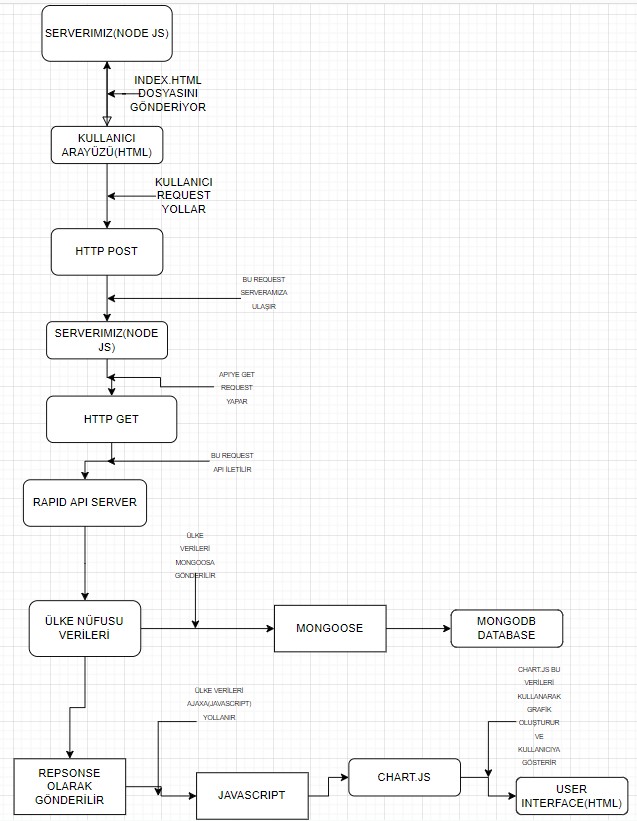 SERVERIMIZ(NODE JS)
INDEX.HTML
DOSYASINI
GÖNDERİYOR
KULLANICI
ARAYÜZÜ(HTML)
KULLANICI
REQUEST
YOLLAR
HTTP POST
BU REQUEST
SERVERAMIZA
ULAŞIR
SERVERIMIZ(NODE
JS)
API'YE GET
REQUEST
YAPAR
HTTP GET
BU REQUEST
API İLETİLİR
RAPID API SERVER
ÜLKE
VERİLERİ
MONGOOSA
GÖNDERİLİR
ÜLKE NÜFUSU
VERİLERİ
MONGOOSE
MONGODB
DATABASE
ÜLKE VERİLERİ
AJAXA(JAVASCRIPT)
YOLLANIR
CHART.JS BU
VERİLERİ
KULLANARAK
GRAFİK
OLUŞTURUR
VE
KULLANICIYA
GÖSTERİR
REPSONSE
OLARAK
GÖNDERİLİR
JAVASCRIPT
CHART.JS
USER
INTERFACE(HTML)